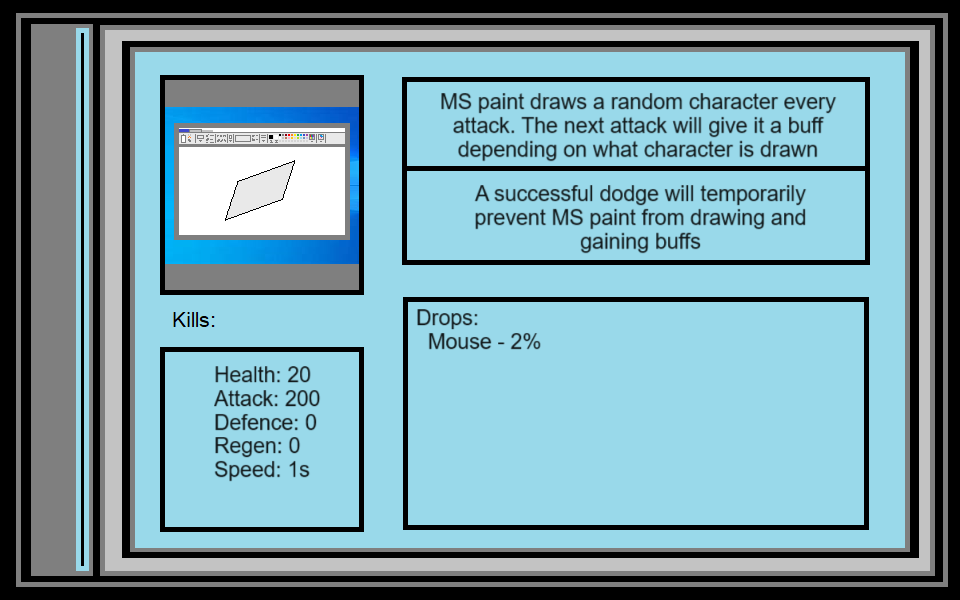 MS paint draws a random character every
attack. The next attack will give it a buff
depending on what character is drawn
A successful dodge will temporarily
prevent MS paint from drawing and
gaining buffs
Kills:
Health: 20
Attack: 200
Defence: 0
Regen: 0
Speed: 1s
Drops:
Mouse - 2%